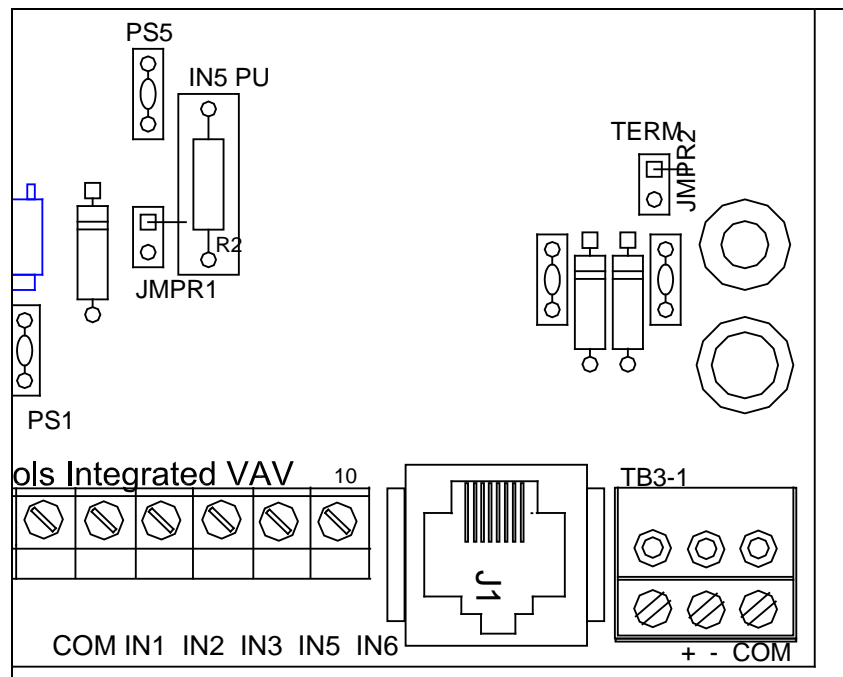 PS5
IN5 PU
TERM
JMPR2
R2
JMPR1
PS1
ols Integrated VAV 10
TB3-1
J1
COM IN1 IN2 IN3 IN5 IN6
+ - COM